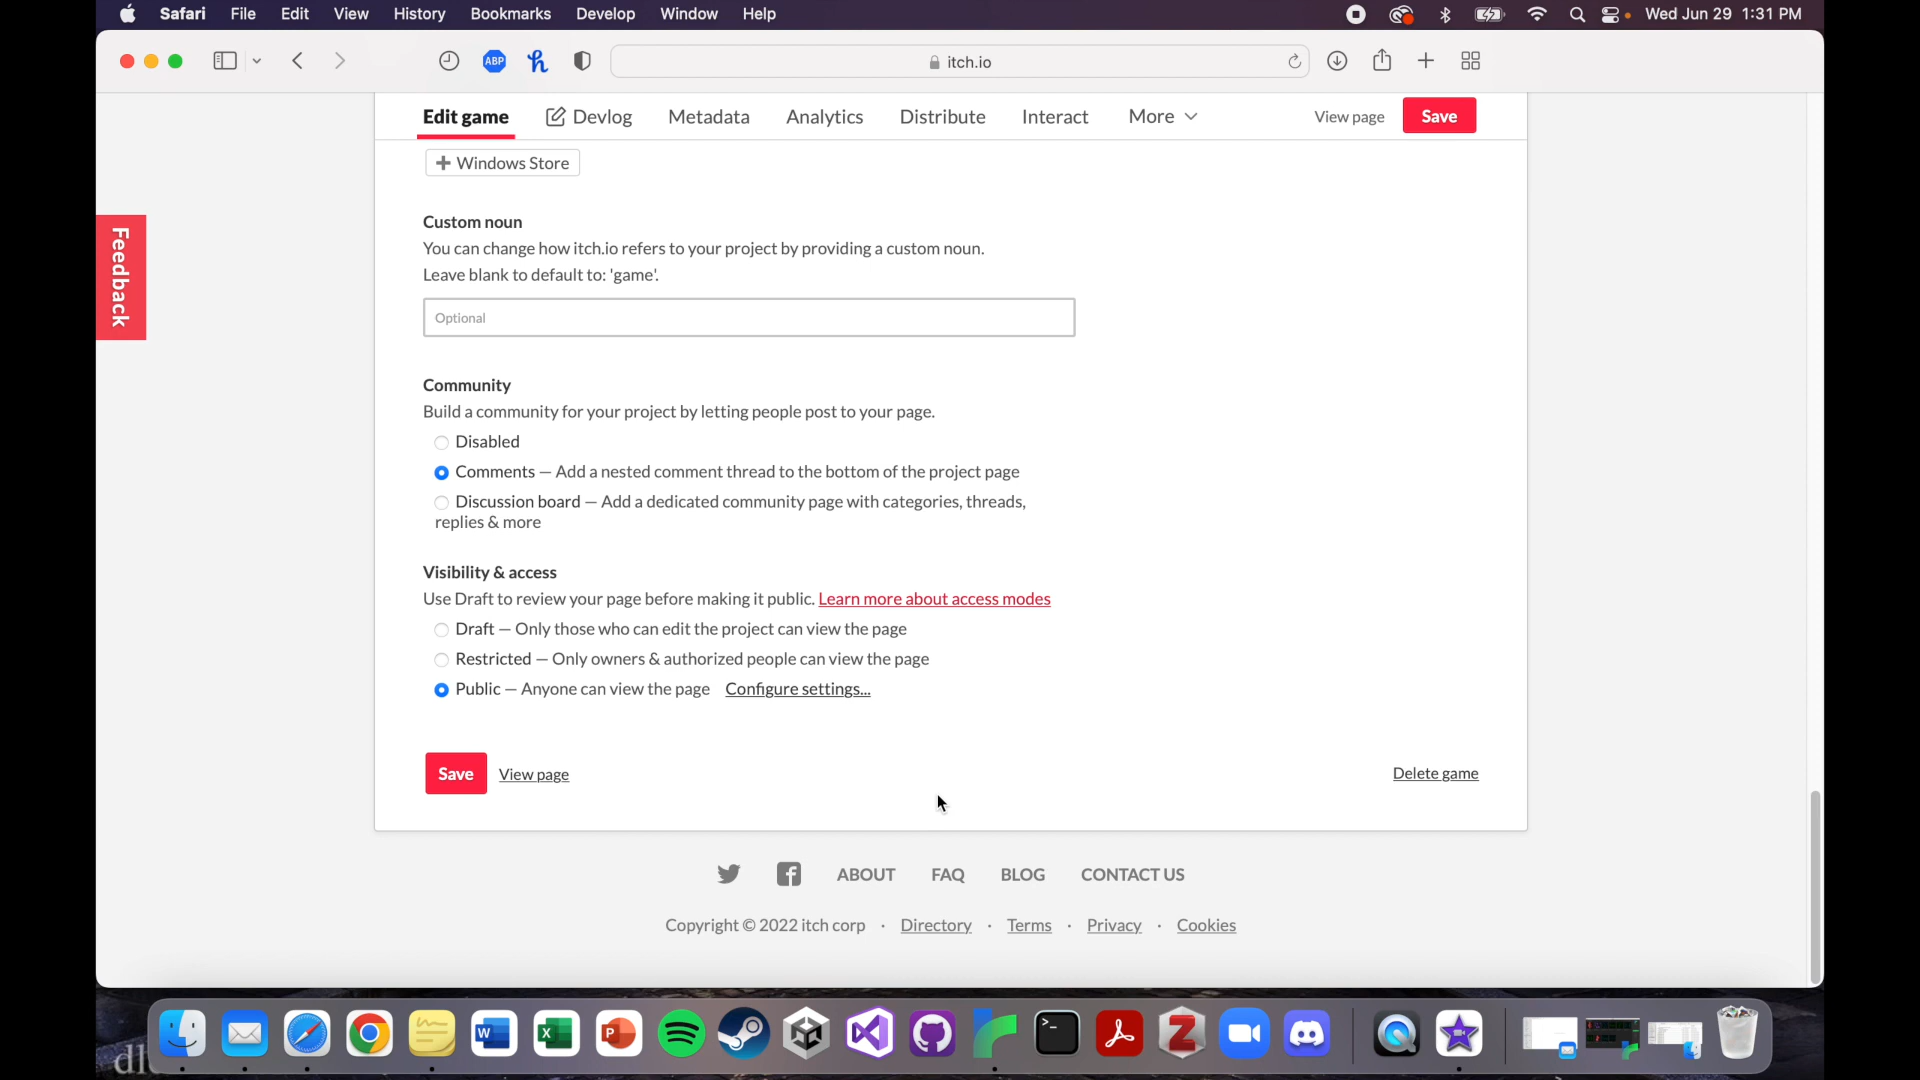 Safari File Edit View History Bookmarks Develop Window Help Wed Jun 29 1:31 PM
ABP itch.io
Edit game Devlog Metadata Analytics Distribute Interact More View page Save
Windows Store
Feedback
Custom noun
You can change how itch.io refers to your project by providing a custom noun.
Leave blank to default to: 'game'.
Optional
Community
Build a community for your project by letting people post to your page.
Disabled
Comments — Add a nested comment thread to the bottom of the project page
Discussion board — Add a dedicated community page with categories, threads,
replies & more
Visibility & access
Use Draft to review your page before making it public. Learn more about access modes
Draft — Only those who can edit the project can view the page
Restricted — Only owners & authorized people can view the page
Public — Anyone can view the page Configure settings...
Save View page Delete game
ABOUT FAQ BLOG CONTACT US
Copyright © 2022 itch corp · Directory · Terms · Privacy · Cookies